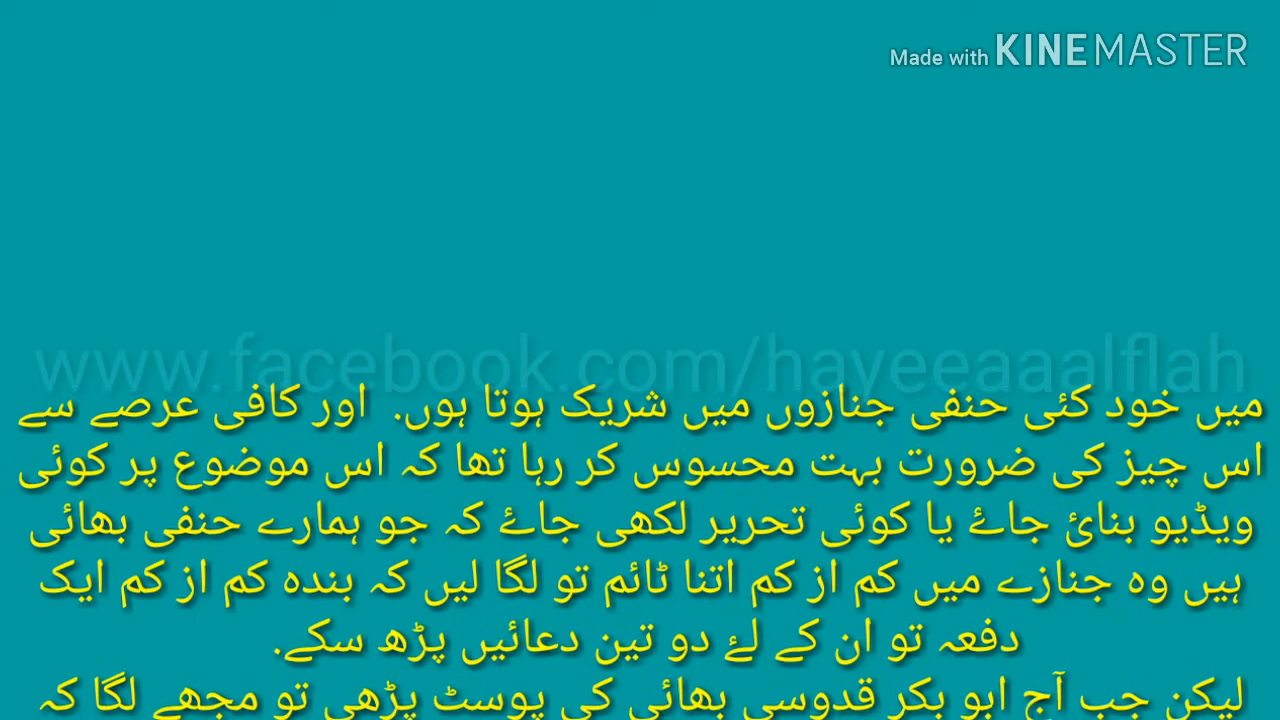 Made with KINEMASTER
www.facebook.com/hayeeaaalflah
میں خود کئی حنفی جنازوں میں شریک ہوتا ہوں. اور کافی عرصے سے
اس چیز کی ضرورت بہت محسوس کر رہا تھا کہ اس موضوع پر کوئی
ویڈیو بنائ جاۓ یا کوئی تحریر لکھی جاۓ کہ جو ہمارے حنفی بھائی
ہیں وہ جنازے میں کم از کم اتنا ٹائم تو لگا لیں کہ بندہ کم از کم ایک
دفعہ تو ان کے لۓ دو تین دعائیں پڑھ سکے.
لیکن جب آج ابو بکر قدوسی بھائی کی پوسٹ پڑھی تو مجھے لگا کہ